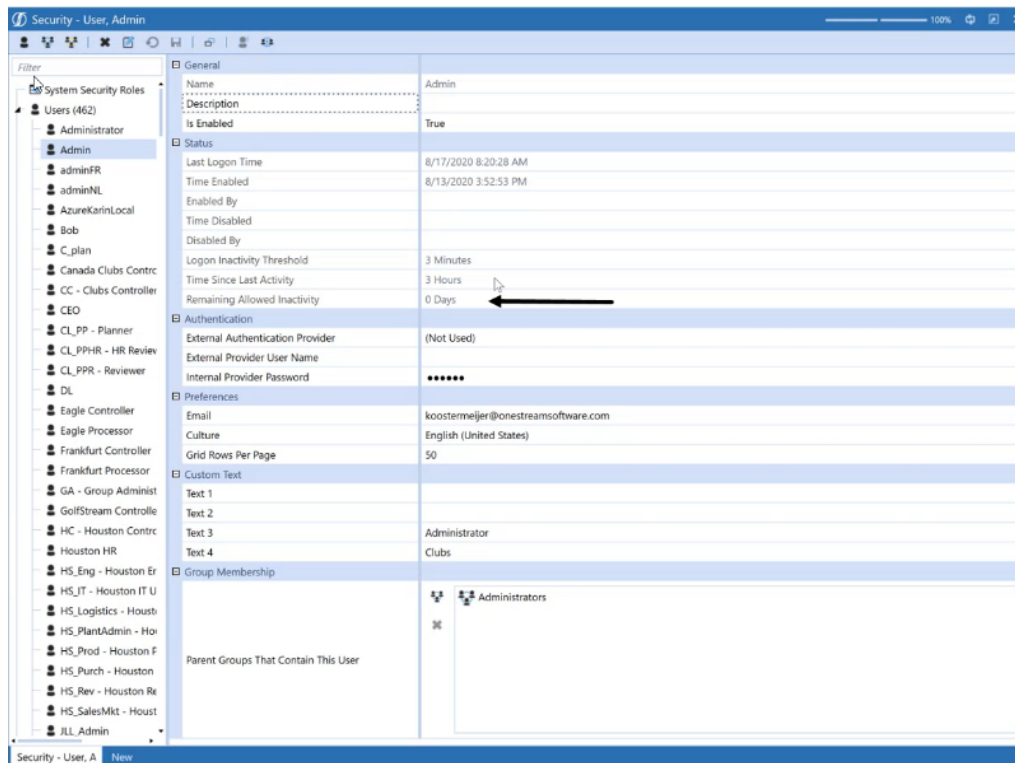 Security - User, Admin
100%
Filter
System Security Roles
Users (462)
Administrator
Admin
adminFR
adminNL
AzureKarinLocal
Bob
C_plan
Canada Clubs Contrc
CC - Clubs Controller
CEO
CL_PP - Planner
CL_PPHR - HR Review
CL_PPR - Reviewer
DL
Eagle Controller
Eagle Processor
Frankfurt Controller
Frankfurt Processor
GA - Group Administ
GolfStream Controlle
HC - Houston Contrc
Houston HR
HS_Eng - Houston Er
HS_IT - Houston IT U
HS_Logistics - Houst
HS_PlantAdmin - Ho
HS_Prod - Houston P
HS_Purch - Houston
HS_Rev - Houston Re
HS_SalesMkt - Houst
JLL_Admin
General
Name Admin
Description
Is Enabled True
Status
Last Logon Time 8/17/2020 8:20:28 AM
Time Enabled 8/13/2020 3:52:53 PM
Enabled By
Time Disabled
Disabled By
Logon Inactivity Threshold 3 Minutes
Time Since Last Activity 3 Hours
Remaining Allowed Inactivity 0 Days
Authentication
External Authentication Provider (Not Used)
External Provider User Name
Internal Provider Password ●●●●●●
Preferences
Email koostermeijer@onestreamsoftware.com
Culture English (United States)
Grid Rows Per Page 50
Custom Text
Text 1
Text 2
Text 3 Administrator
Text 4 Clubs
Group Membership
Administrators
Parent Groups That Contain This User
Security - User, A New